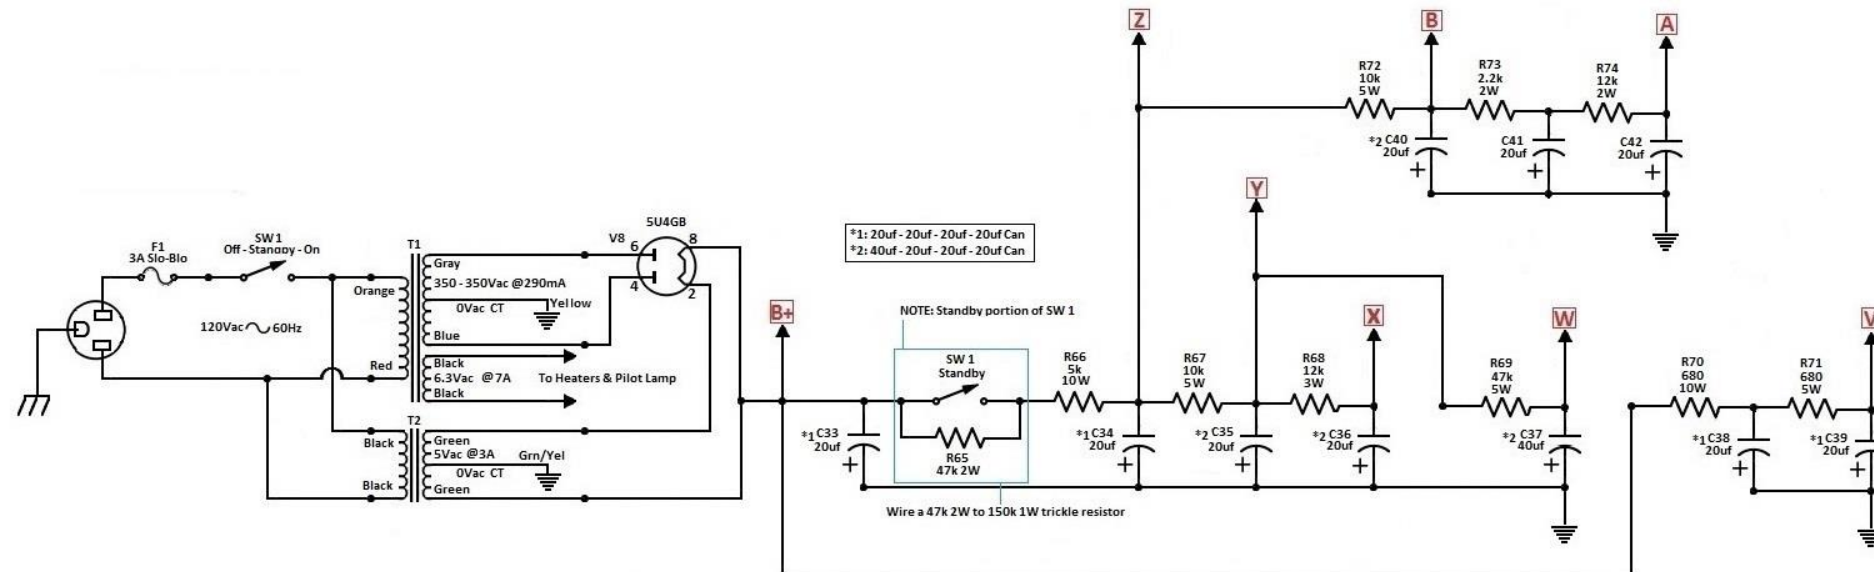 Z
B
A
R72
10k
5W
R73
2.2k
2W
R74
12k
2W
*2 C40
20uf
+
C41
20uf
+
C42
20uf
+
Y
F1
3A Slo-Blo
SW1
Off - Standby - On
T1
Gray
350 - 350Vac @290mA
0Vac CT
Yellow
Blue
Orange
120Vac 60Hz
Red
Black
6.3Vac @7A
Black
To Heaters & Pilot Lamp
T2
Black
Green
5Vac @3A
Grn/Yel
0Vac CT
Black
Green
5U4GB
V8
6
8
4
2
*1: 20uf - 20uf - 20uf - 20uf Can
*2: 40uf - 20uf - 20uf - 20uf Can
B+
NOTE: Standby portion of SW 1
SW 1
Standby
R65
47k 2W
Wire a 47k 2W to 150k 1W trickle resistor
*1 C33
20uf
+
R66
5k
10W
*1 C34
20uf
+
R67
10k
5W
*2 C35
20uf
+
R68
12k
3W
X
*2 C36
20uf
+
R69
47k
5W
W
*2 C37
40uf
+
R70
680
10W
*1 C38
20uf
+
R71
680
5W
V
*1 C39
20uf
+